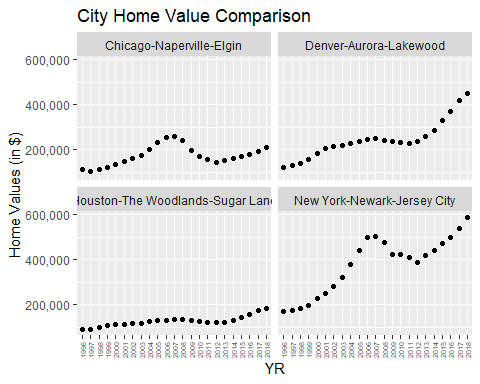 City Home Value Comparison
Chicago-Naperville-Elgin
Denver-Aurora-Lakewood
600,000
400,000
200,000
Houston-The Woodlands-Sugar Land
New York-Newark-Jersey City
600,000
400,000
200,000
Home Values (in $)
1996 1997 1998 1999 2000 2001 2002 2003 2004 2005 2006 2007 2008 2009 2010 2011 2012 2013 2014 2015 2016 2017 2018
1996 1997 1998 1999 2000 2001 2002 2003 2004 2005 2006 2007 2008 2009 2010 2011 2012 2013 2014 2015 2016 2017 2018
YR